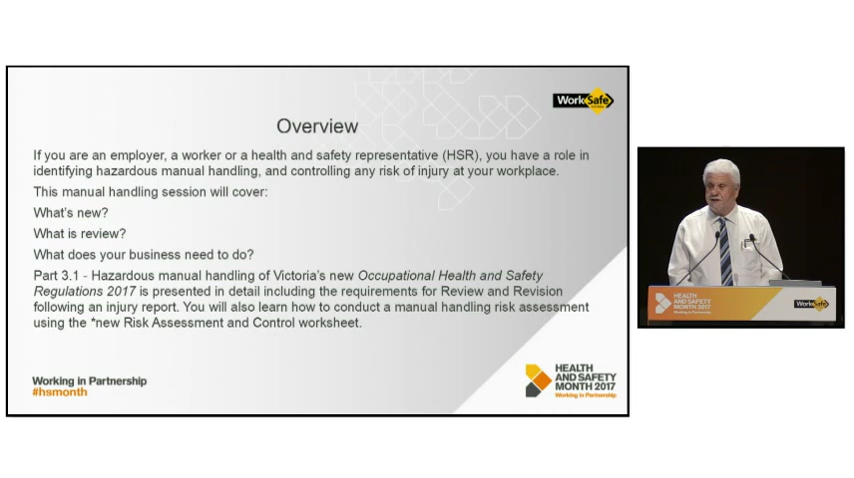 WorkSafe
Overview
If you are an employer, a worker or a health and safety representative (HSR), you have a role in
identifying hazardous manual handling, and controlling any risk of injury at your workplace.
This manual handling session will cover:
What's new?
What is review?
What does your business need to do?
Part 3.1 - Hazardous manual handling of Victoria's new Occupational Health and Safety
Regulations 2017 is presented in detail including the requirements for Review and Revision
following an injury report. You will also learn how to conduct a manual handling risk assessment
using the *new Risk Assessment and Control worksheet.
Working in Partnership
#hsmonth
HEALTH
AND SAFETY
MONTH 2017
Working in Partnership
HEALTH
AND SAFETY
MONTH 2017
Working in Partnership
WorkSafe